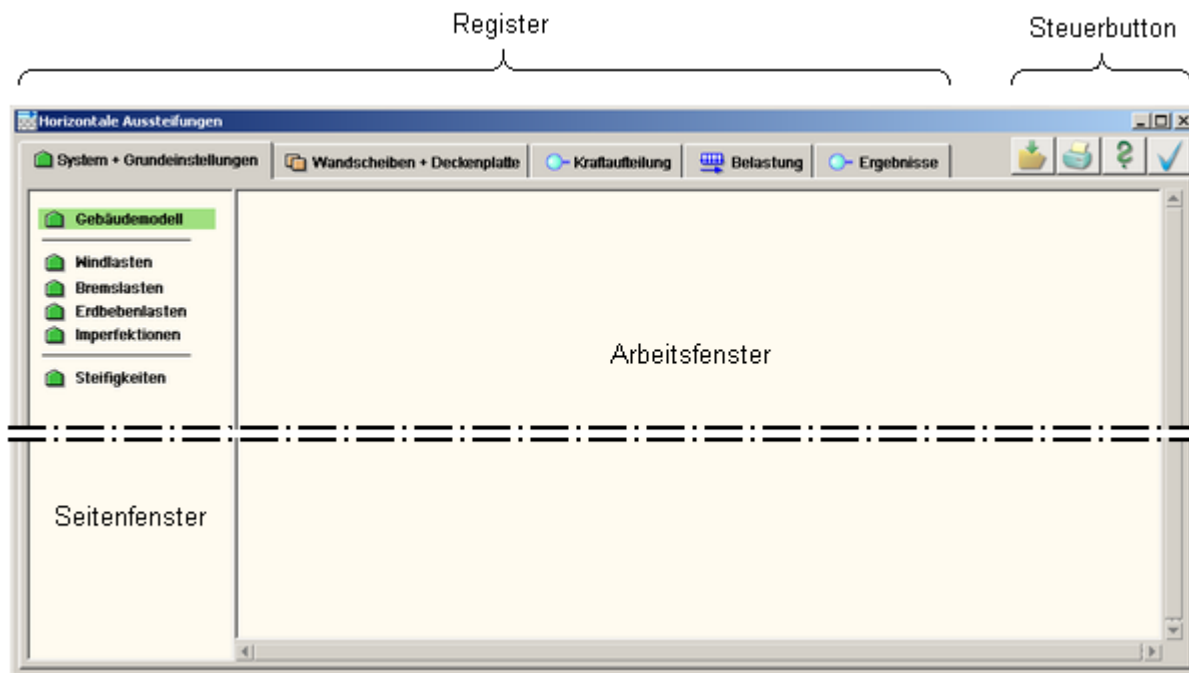 Register
Steuerbutton
Horizontale Aussteifungen
System + Grundeinstellungen
Wandscheiben + Deckenplatte
Kraftaufteilung
Belastung
Ergebnisse
Gebäudemodell
Windlasten
Bremslasten
Erdbebenlasten
Imperfektionen
Steifigkeiten
Arbeitsfenster
Seitenfenster